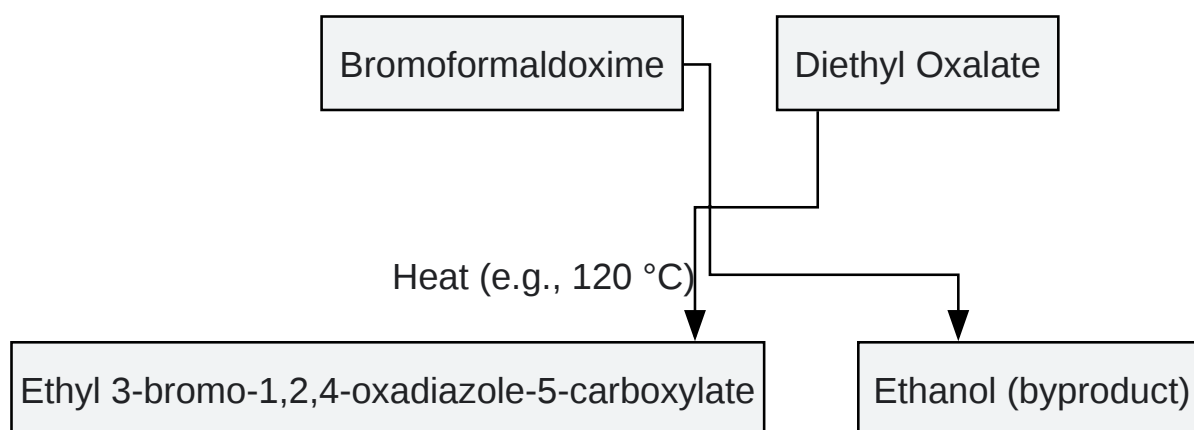 Bromoformaldoxime
Diethyl Oxalate
Heat (e.g., 120 °C)
Ethyl 3-bromo-1,2,4-oxadiazole-5-carboxylate
Ethanol (byproduct)